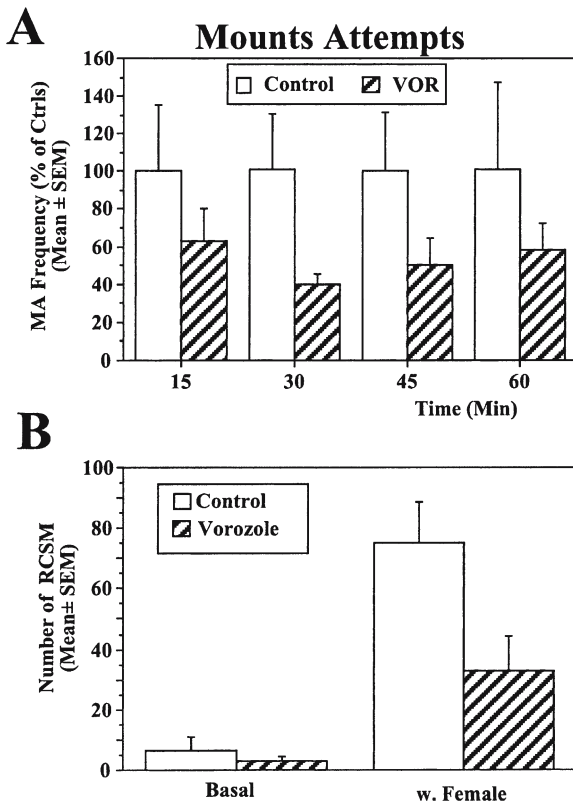 A
Mounts Attempts
MA Frequency (% of Ctrls)
(Mean ± SEM)
160
140
120
100
80
60
40
20
0
Control VOR
15 30 45 60
Time (Min)
B
Number of RCSM
(Mean± SEM)
100
80
60
40
20
0
Control
Vorozole
Basal w. Female